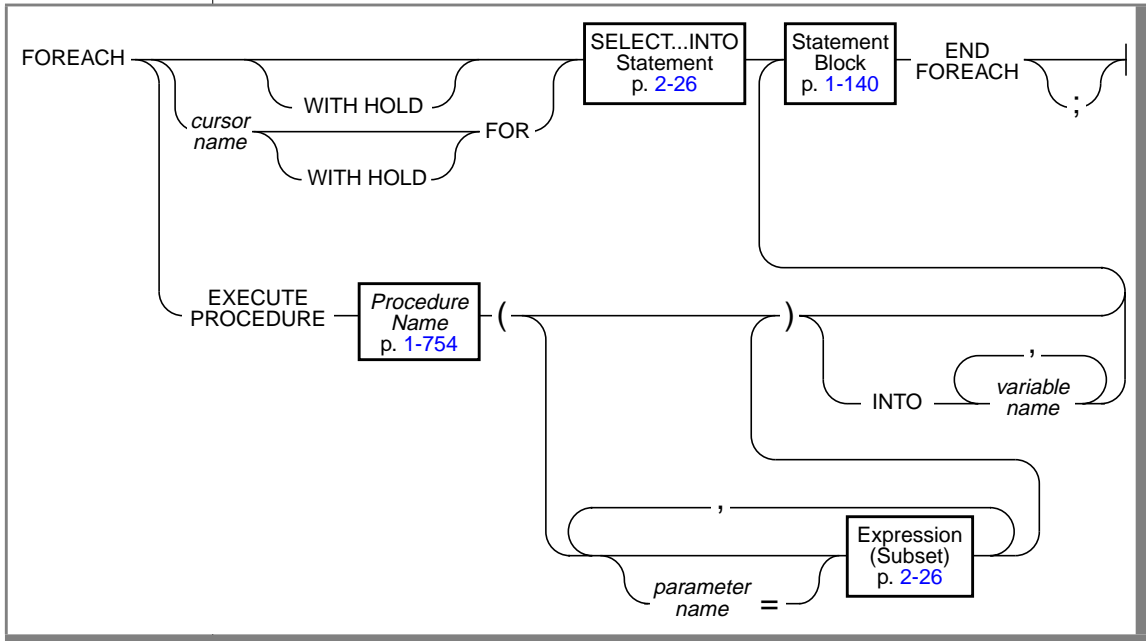 FOREACH
SELECT...INTO
Statement
p. 2-26
Statement
Block
p. 1-140
END
FOREACH
;
WITH HOLD
cursor
name
FOR
WITH HOLD
EXECUTE
PROCEDURE
Procedure
Name
p. 1-754
(
)
,
INTO
variable
name
,
Expression
(Subset)
p. 2-26
parameter
name =